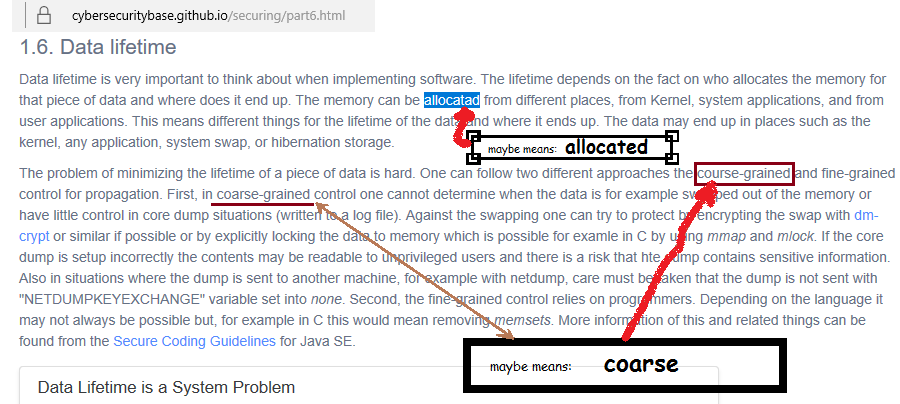 cybersecuritybase.github.io/securing/part6.html
1.6. Data lifetime
Data lifetime is very important to think about when implementing software. The lifetime depends on the fact on who allocates the memory for
that piece of data and where does it end up. The memory can be allocatad from different places, from Kernel, system applications, and from
user applications. This means different things for the lifetime of the data and where it ends up. The data may end up in places such as the
kernel, any application, system swap, or hibernation storage.
maybe means: allocated
The problem of minimizing the lifetime of a piece of data is hard. One can follow two different approaches the course-grained and fine-grained
control for propagation. First, in coarse-grained control one cannot determine when the data is for example swapped out of the memory or
have little control in core dump situations (written to a log file). Against the swapping one can try to protect by encrypting the swap with dm-
crypt or similar if possible or by explicitly locking the data to memory which is possible for examle in C by using mmap and mlock. If the core
dump is setup incorrectly the contents may be readable to unprivileged users and there is a risk that hte dump contains sensitive information.
Also in situations where the dump is sent to another machine, for example with netdump, care must be taken that the dump is not sent with
"NETDUMPKEYEXCHANGE" variable set into none. Second, the fine-grained control relies on programmers. Depending on the language it
may not always be possible but, for example in C this would mean removing memsets. More information of this and related things can be
found from the Secure Coding Guidelines for Java SE.
maybe means: coarse
Data Lifetime is a System Problem